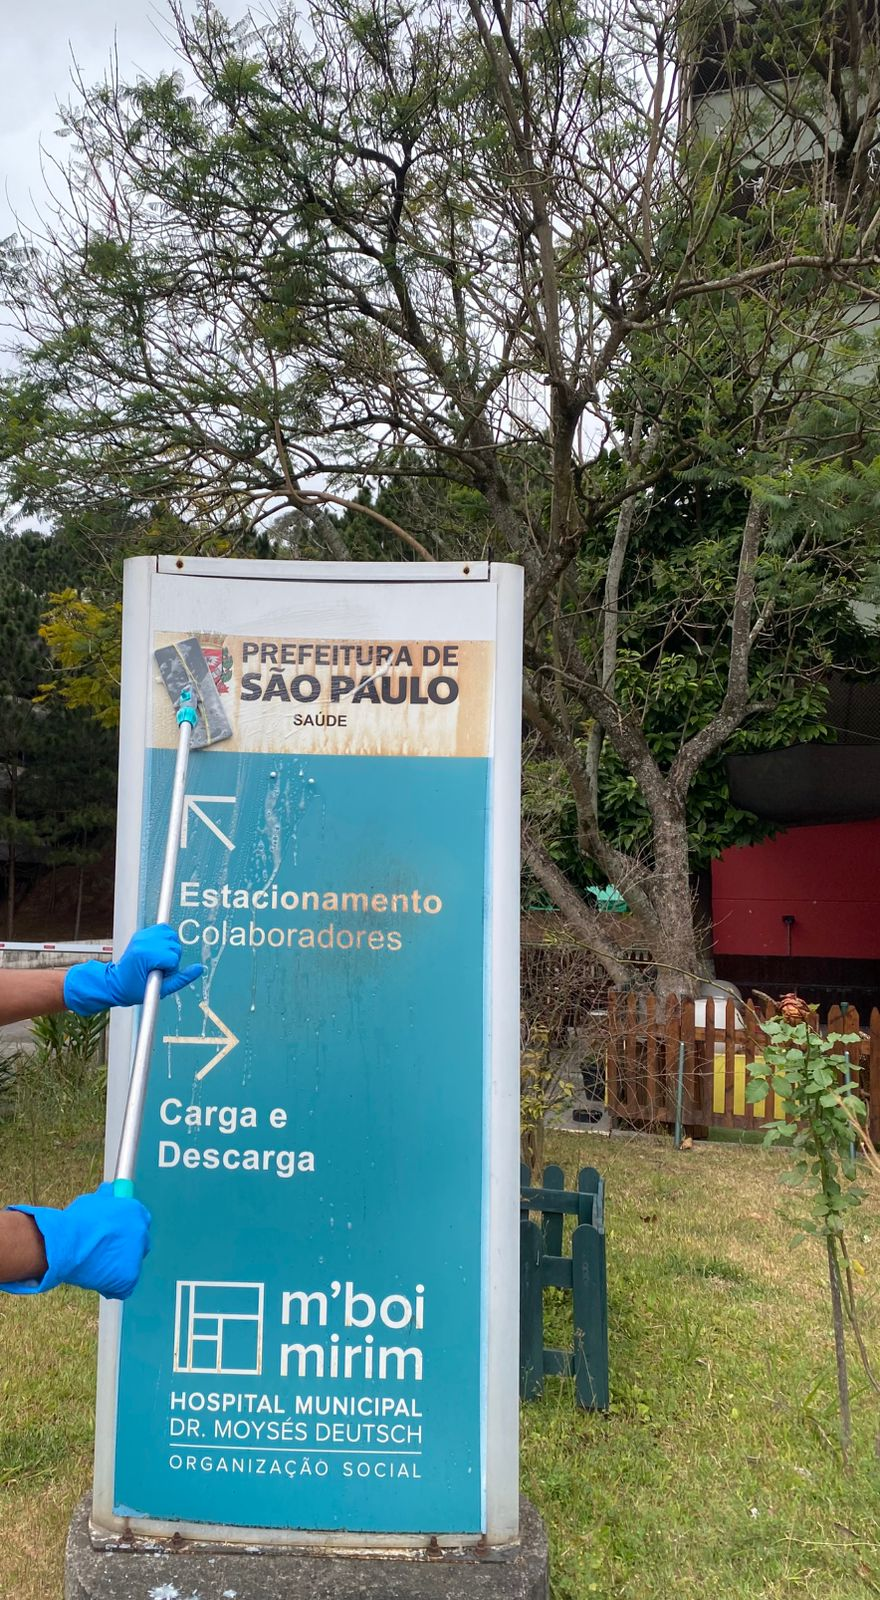 PREFEITURA DE
SÃO PAULO
SAÚDE
Estacionamento
Colaboradores
Carga e
Descarga
m'boi
mirim
HOSPITAL MUNICIPAL
DR. MOYSÉS DEUTSCH
ORGANIZAÇÃO SOCIAL